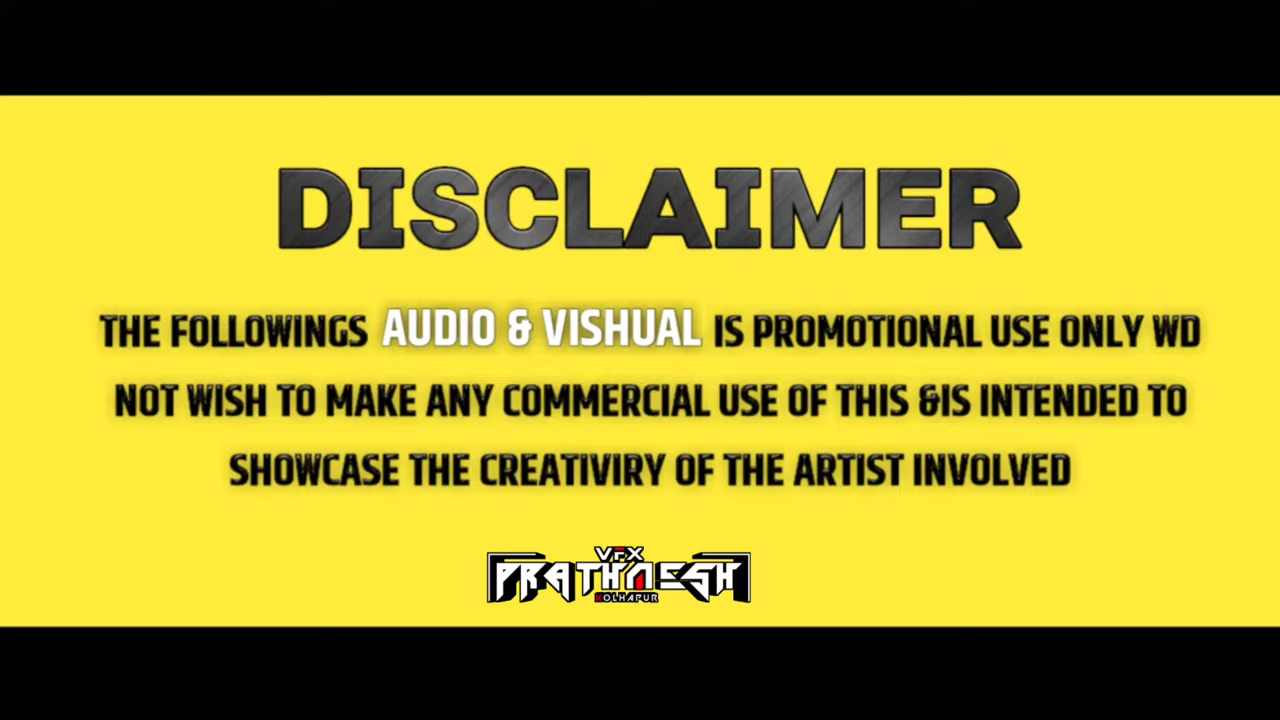 DISCLAIMER
THE FOLLOWINGS AUDIO & VISHUAL IS PROMOTIONAL USE ONLY WD
NOT WISH TO MAKE ANY COMMERCIAL USE OF THIS &IS INTENDED TO
SHOWCASE THE CREATIVIRY OF THE ARTIST INVOLVED
VFX
PRATHMESH
KOLHAPUR